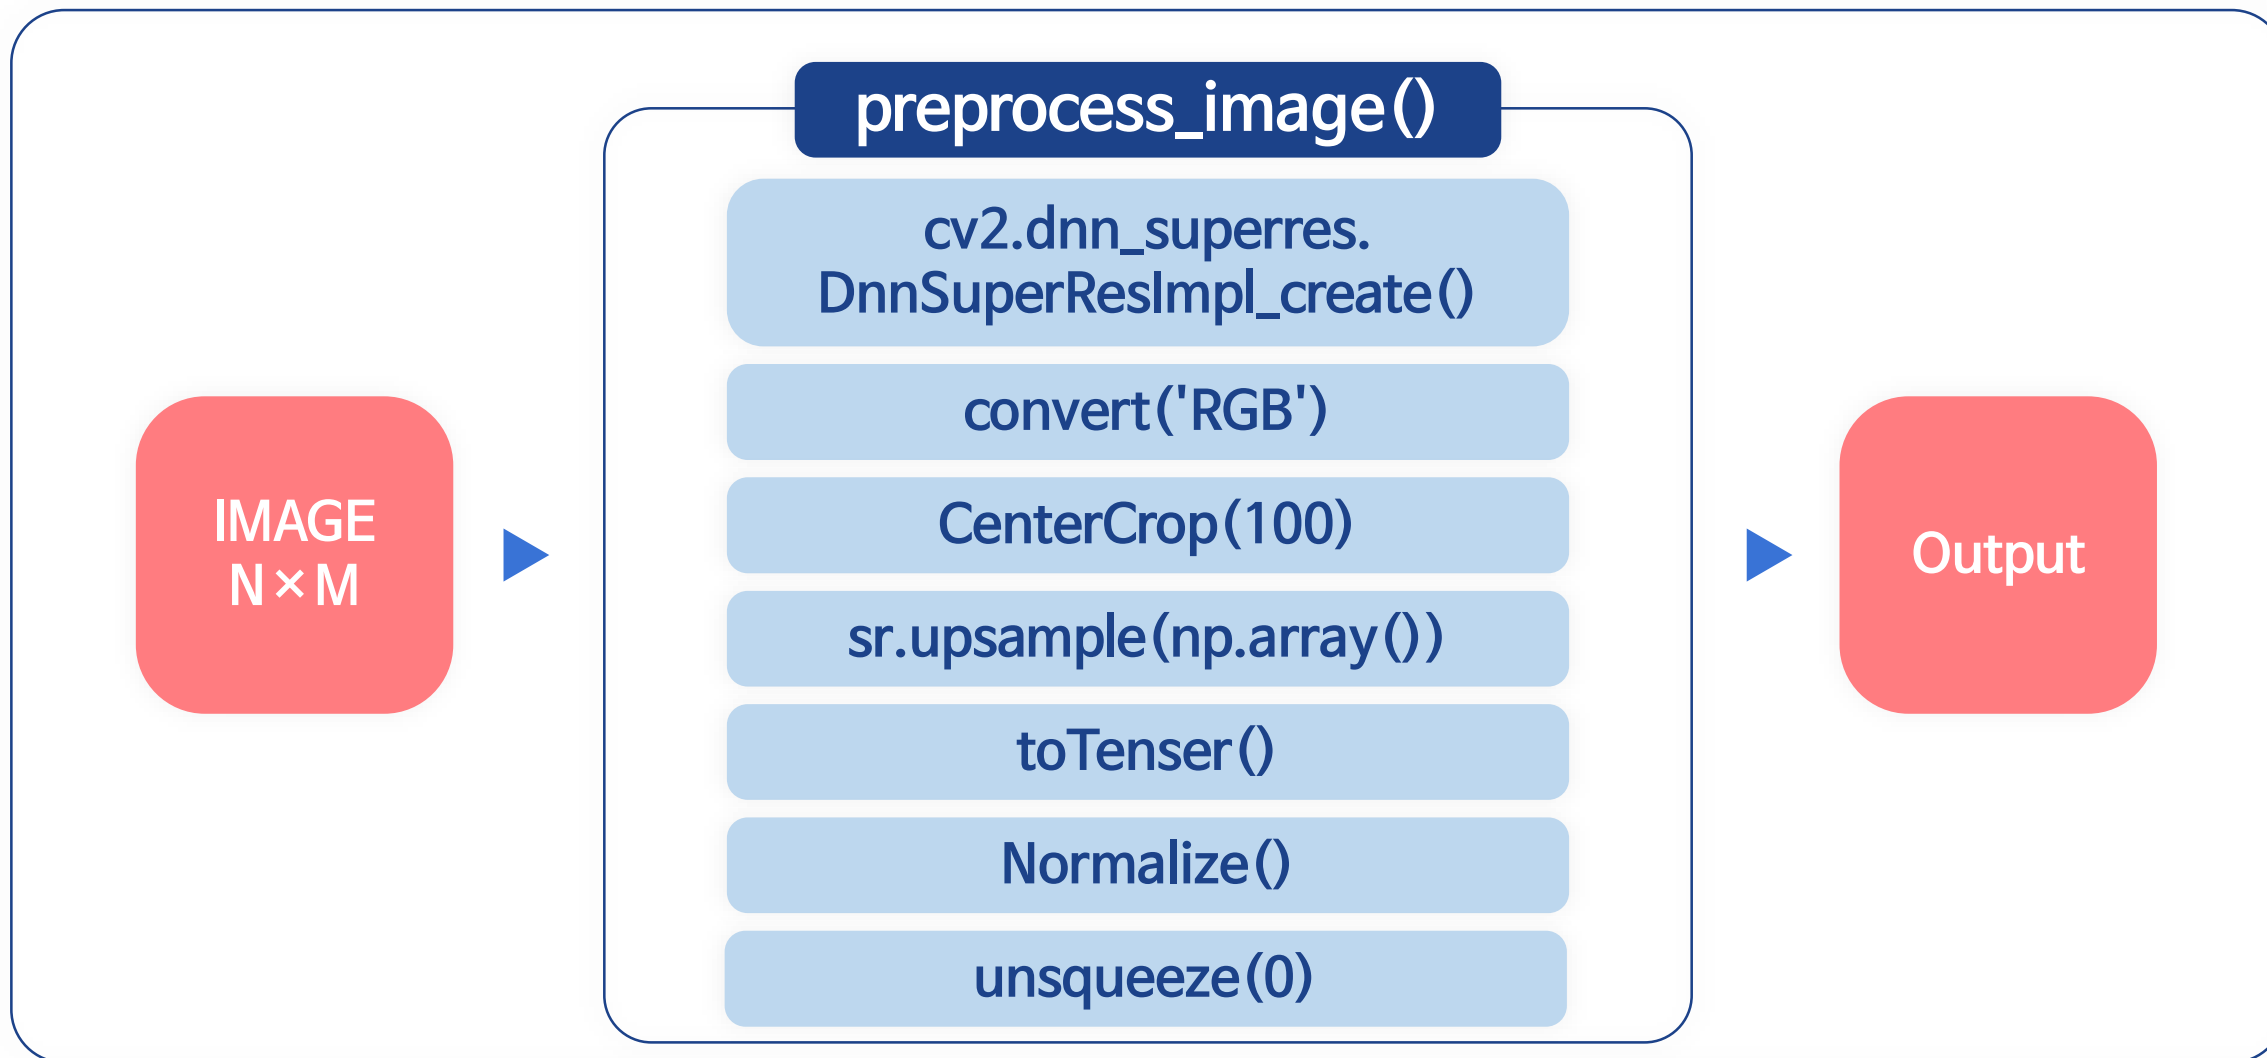 preprocess_image()
cv2.dnn_superres.
DnnSuperResImpl_create()
convert('RGB')
CenterCrop(100)
IMAGE
N×M
sr.upsample(np.array())
toTenser()
Normalize()
unsqueeze(0)
Output